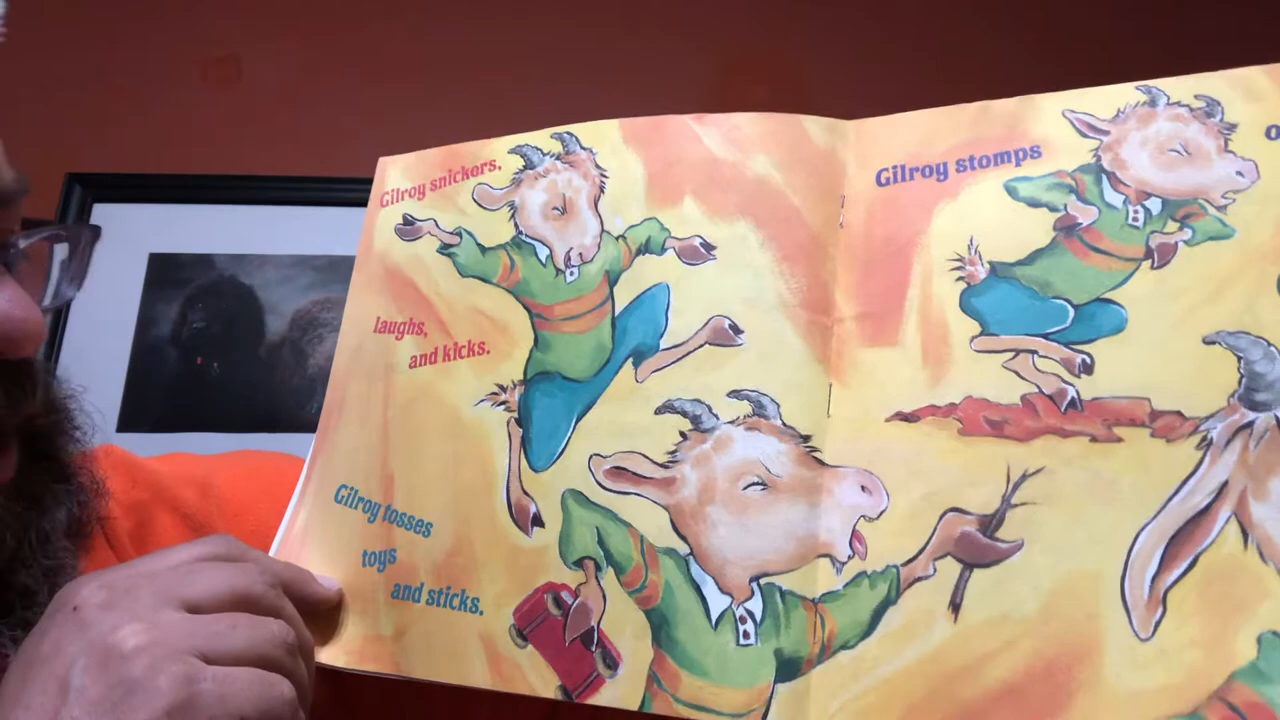 Gilroy snickers,
laughs,
and kicks.
Gilroy tosses
toys
and sticks.
Gilroy stomps